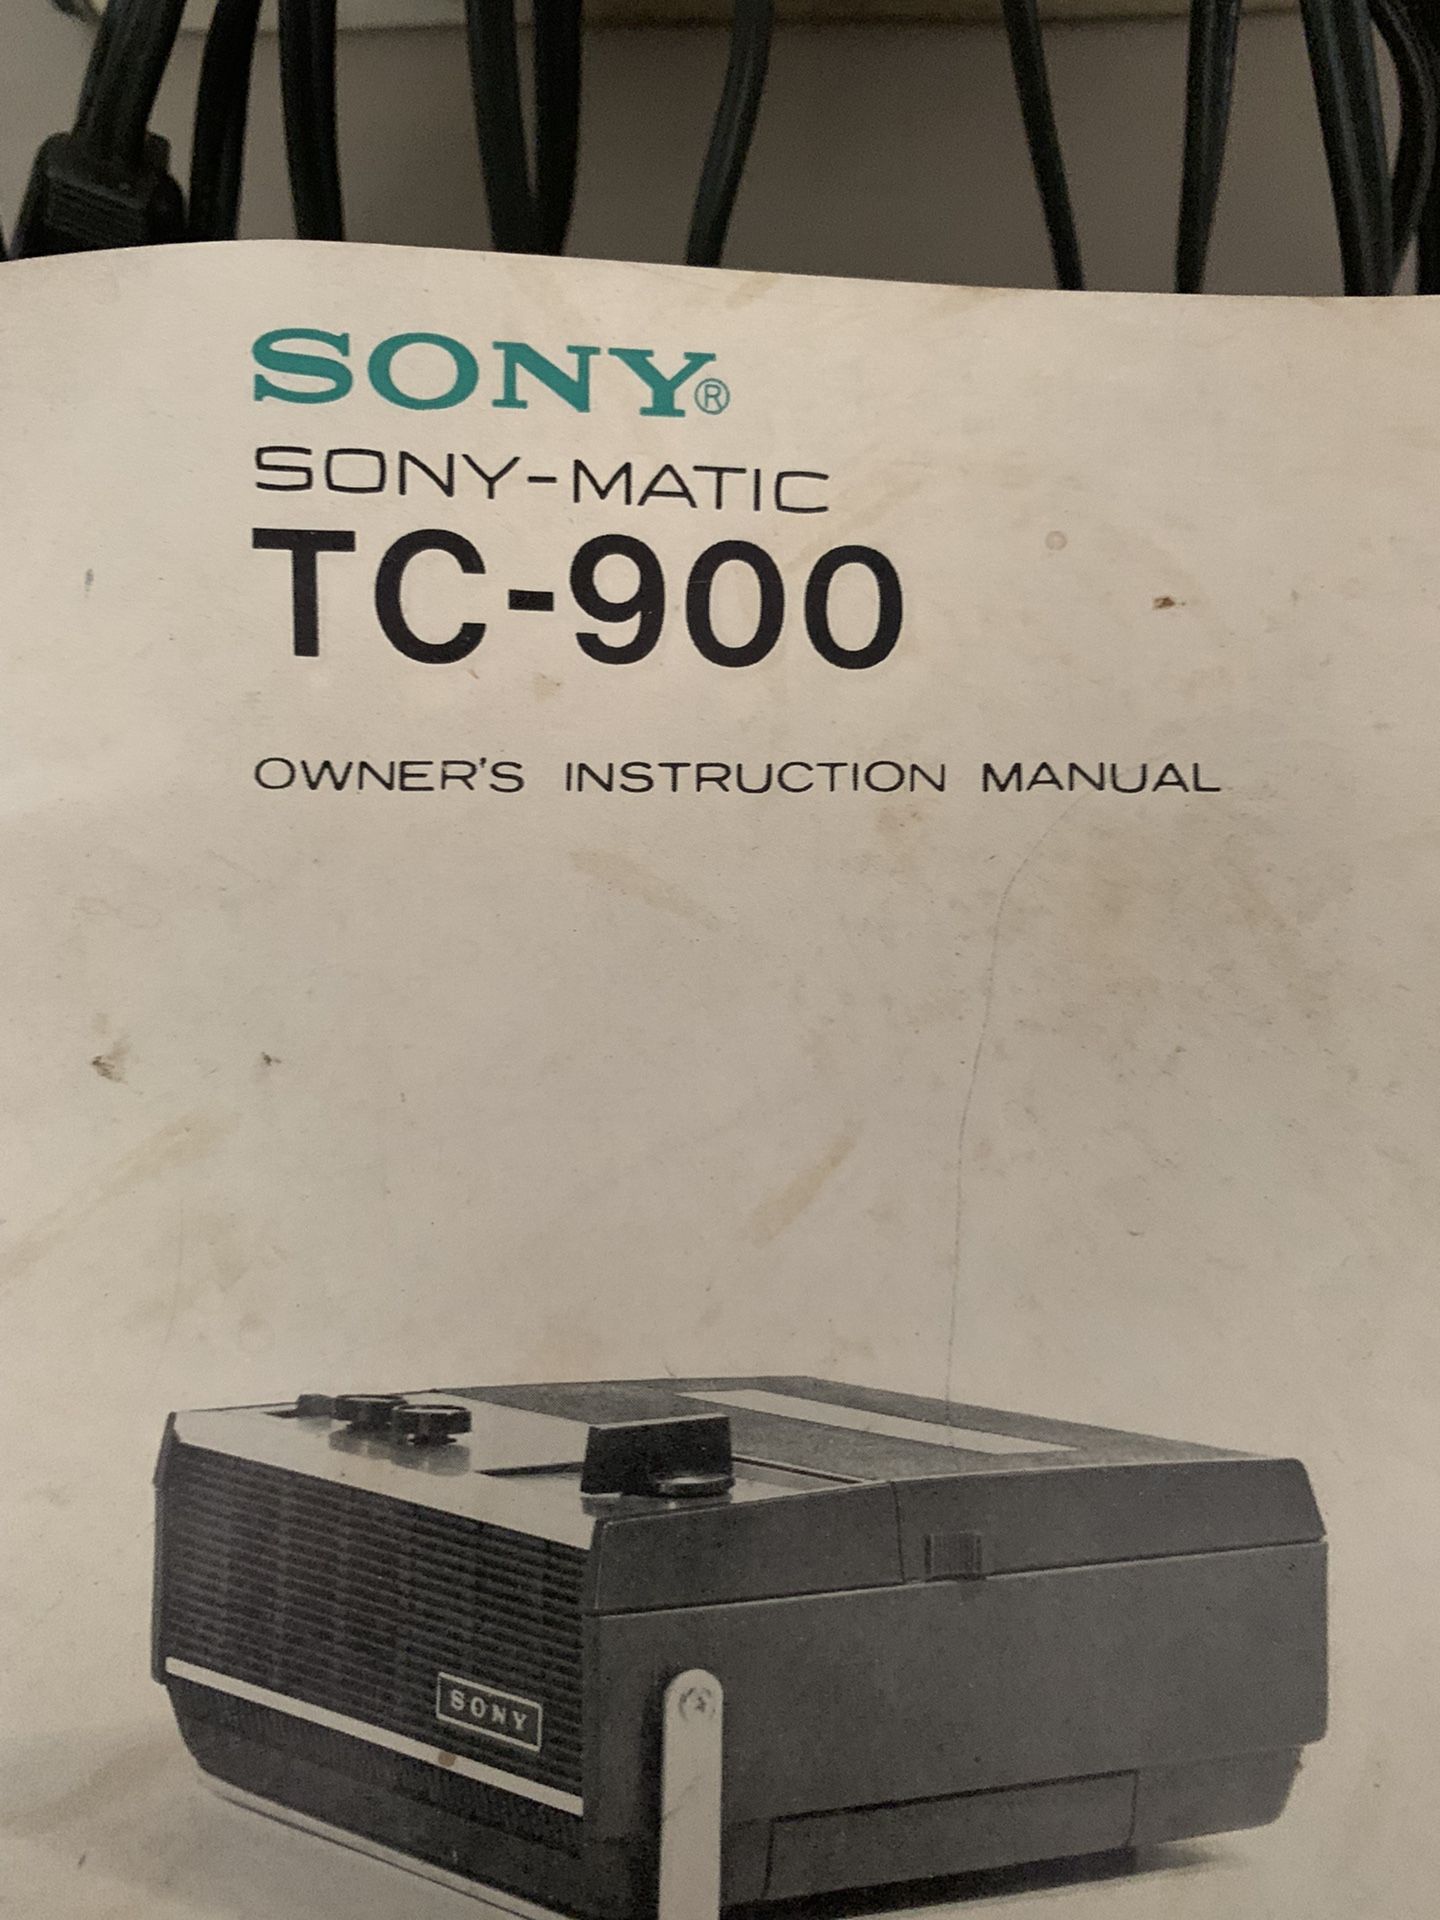 SONY®
SONY-MATIC
TC-900
OWNER'S INSTRUCTION MANUAL
SONY